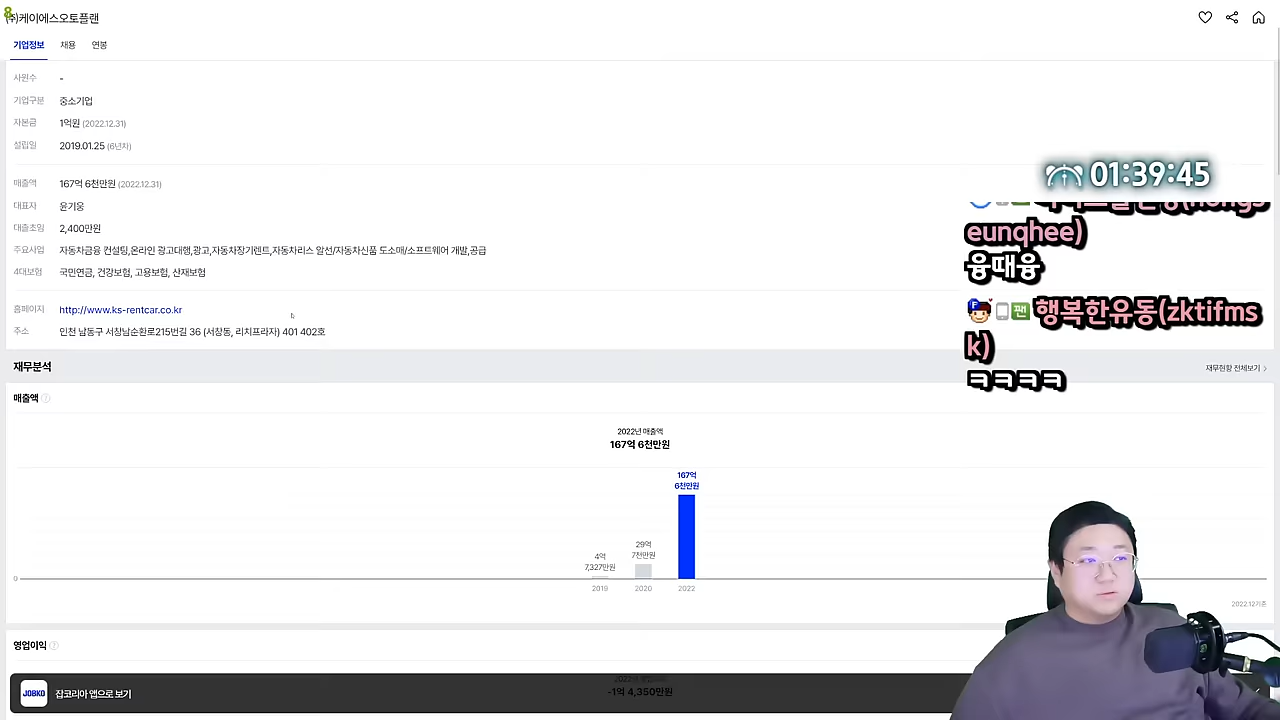 (주)케이에스오토플랜
기업정보 채용 연봉
사원수 -
기업구분 중소기업
자본금 1억원 (2022.12.31)
설립일 2019.01.25 (6년차)
매출액 167억 6천만원 (2022.12.31)
대표자 윤기웅
대졸초임 2,400만원
주요사업 자동차금융 컨설팅,온라인 광고대행,광고,자동차장기렌트,자동차리스 알선/자동차신품 도소매/소프트웨어 개발,공급
4대보험 국민연금, 건강보험, 고용보험, 산재보험
홈페이지 http://www.ks-rentcar.co.kr
주소 인천 남동구 서창남순환로215번길 36 (서창동, 리치프라자) 401 402호
01:39:45
eunqhee)
융때융
팬 행복한유동(zktifms
k)
ㅋㅋㅋㅋ
재무분석
재무현황 전체보기
매출액
2022년 매출액
167억 6천만원
167억
6천만원
29억
7천만원
4억
7,327만원
0
2019 2020 2022
2022.12기준
영업이익
-1억 4,350만원
JOBKO 잡코리아 앱으로 보기